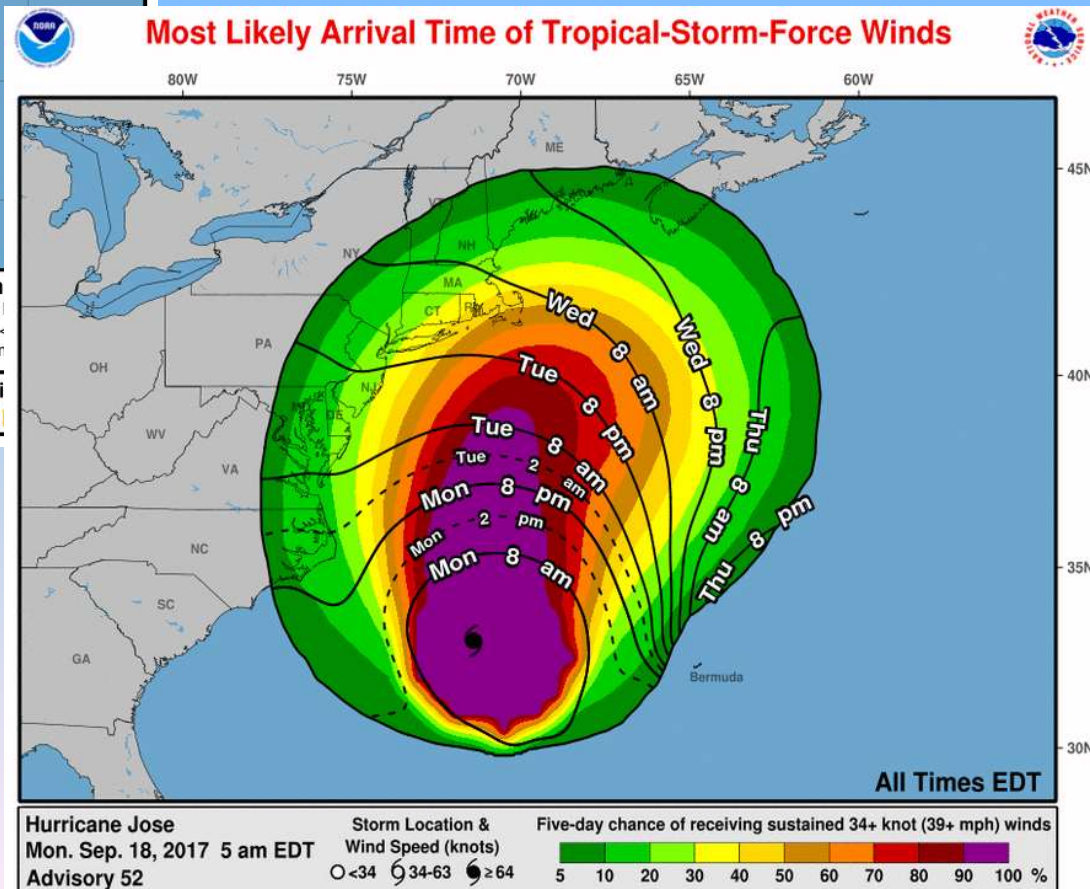 NOAA
Most Likely Arrival Time of Tropical-Storm-Force Winds
80W 75W 70W 65W 60W
ME
45N
NH
NY
MA
CT
PA
OH
NJ
40N
DE
WV
VA
NC
35N
SC
GA
Bermuda
30N
Wed 8 am
Wed 8 pm
Tue 8 pm
Thu 8 am
Tue 8 am
Tue 2 am
Mon 8 pm
Mon 2 pm
Mon 8 am
Thu 8 pm
All Times EDT
Hurricane Jose
Mon. Sep. 18, 2017 5 am EDT
Advisory 52
Storm Location &
Wind Speed (knots)
<34 34-63 ≥64
Five-day chance of receiving sustained 34+ knot (39+ mph) winds
5 10 20 30 40 50 60 70 80 90 100 %